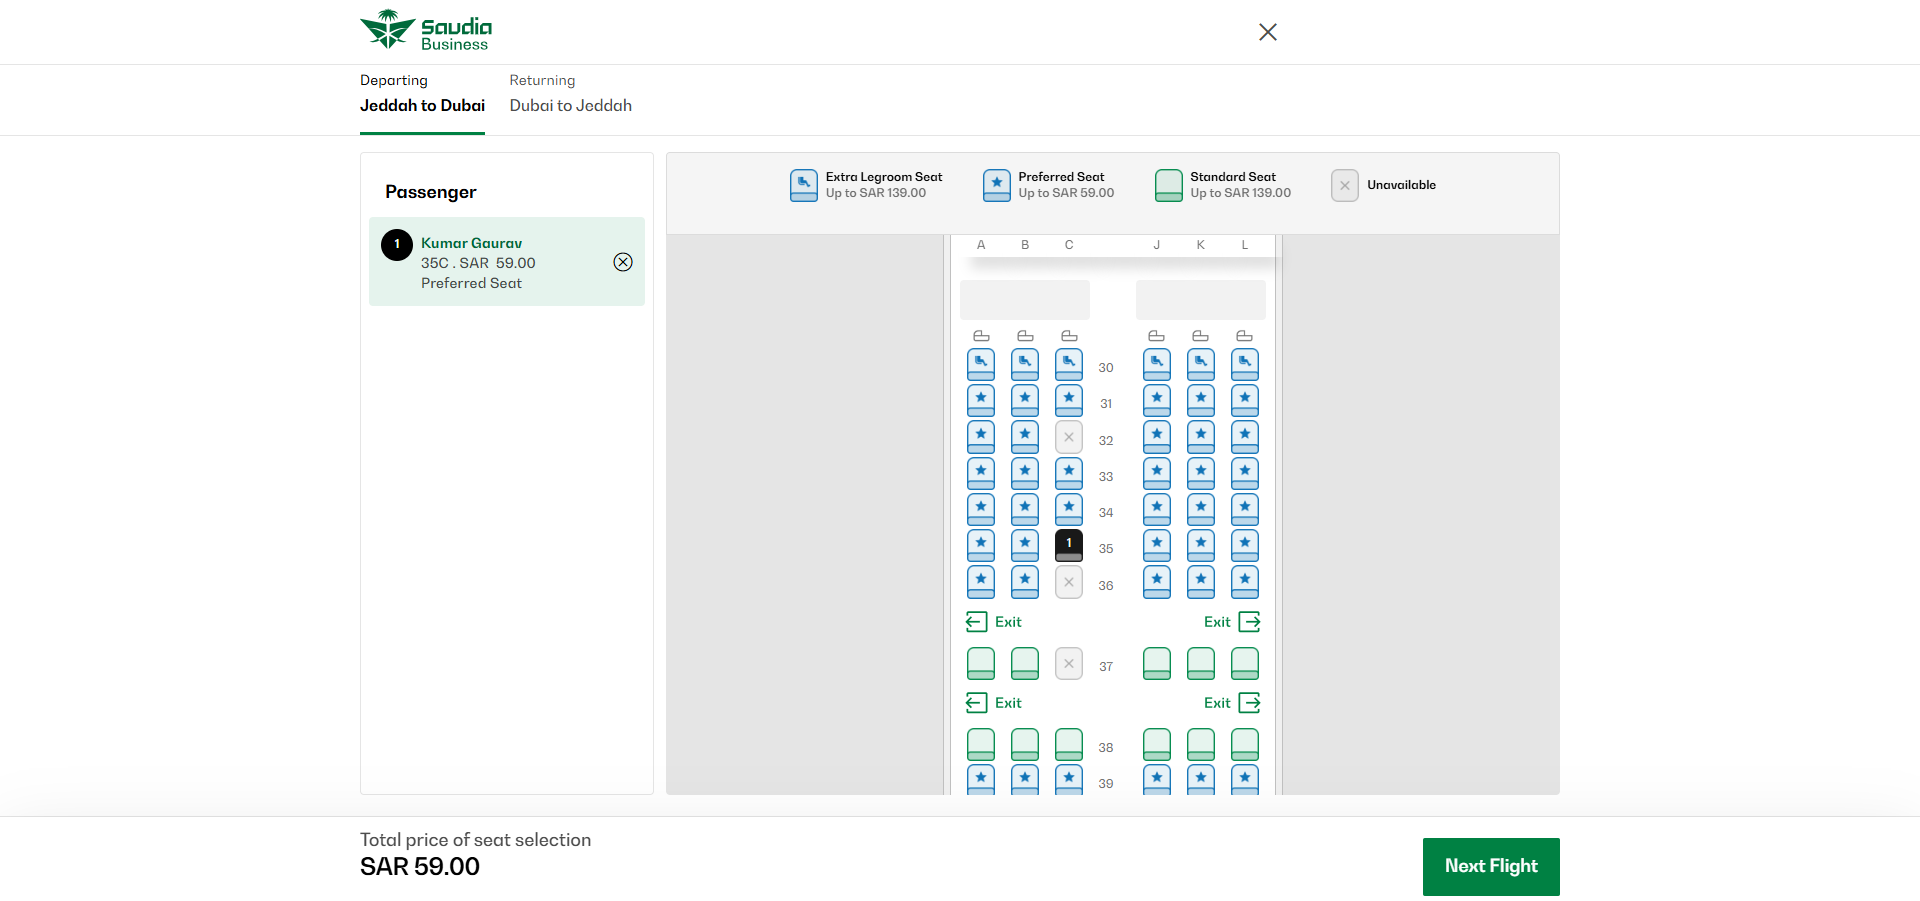 Saudia
Business
Departing
Jeddah to Dubai
Returning
Dubai to Jeddah
Passenger
1
Kumar Gaurav
35C . SAR 59.00
Preferred Seat
Extra Legroom Seat
Up to SAR 139.00
Preferred Seat
Up to SAR 59.00
Standard Seat
Up to SAR 139.00
Unavailable
A B C J K L
30
31
32
33
34
1 35
36
Exit Exit
37
Exit Exit
38
39
Total price of seat selection
SAR 59.00
Next Flight